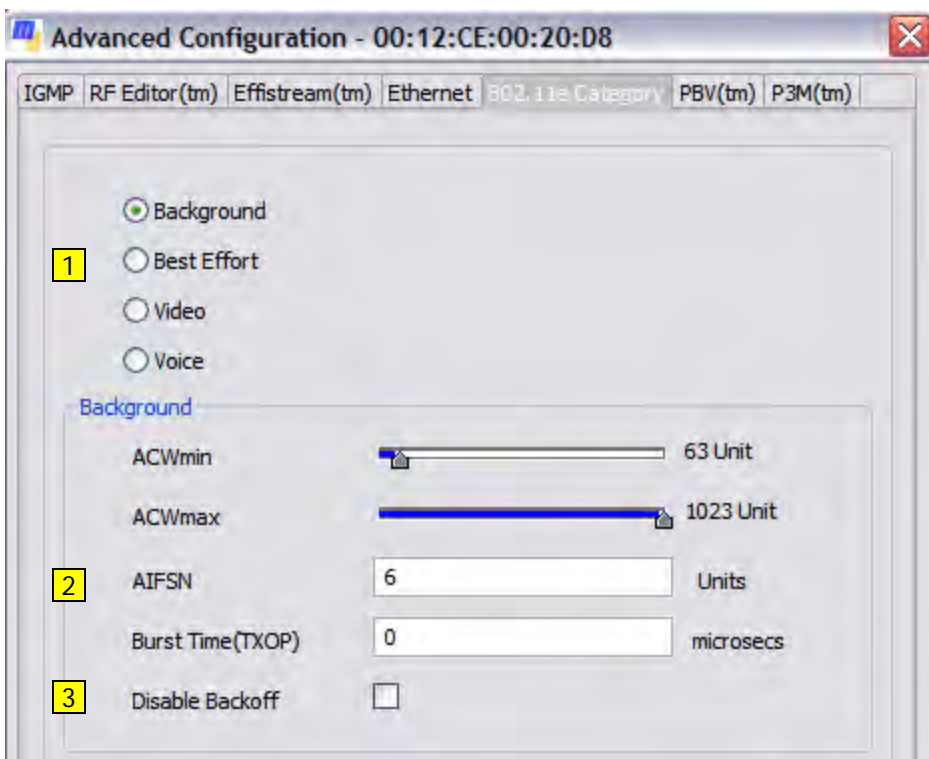 Advanced Configuration - 00:12:CE:00:20:D8
IGMP RF Editor(tm) Effistream(tm) Ethernet 802.11e Category PBV(tm) P3M(tm)
Background
1 Best Effort
Video
Voice
Background
ACWmin 63 Unit
ACWmax 1023 Unit
2 AIFSN 6 Units
Burst Time(TXOP) 0 microsecs
3 Disable Backoff